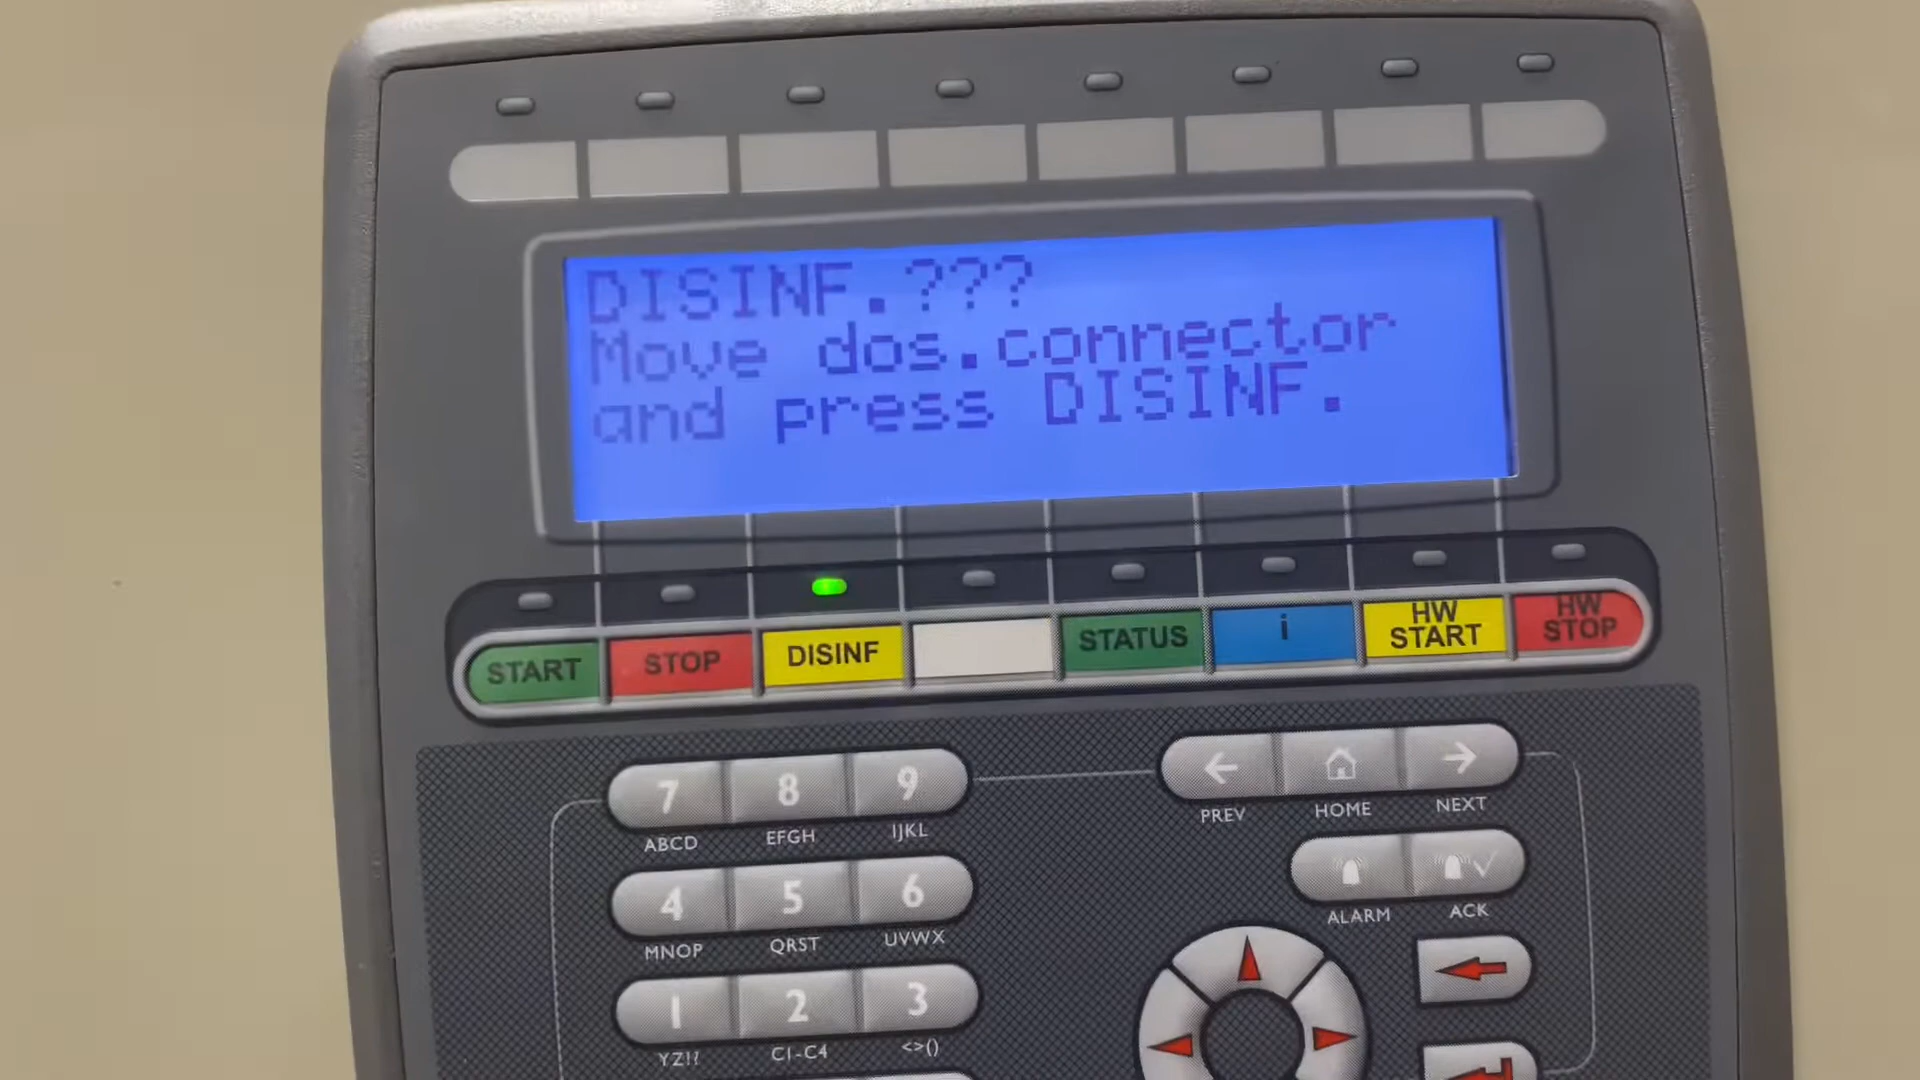 DISINF.???
Move dos.connector
and press DISINF.
START STOP DISINF STATUS i HW START HW STOP
7 8 9
ABCD EFGH IJKL
PREV HOME NEXT
4 5 6
MNOP QRST UVWX
ALARM ACK
1 2 3
YZ!? C1-C4 <>()